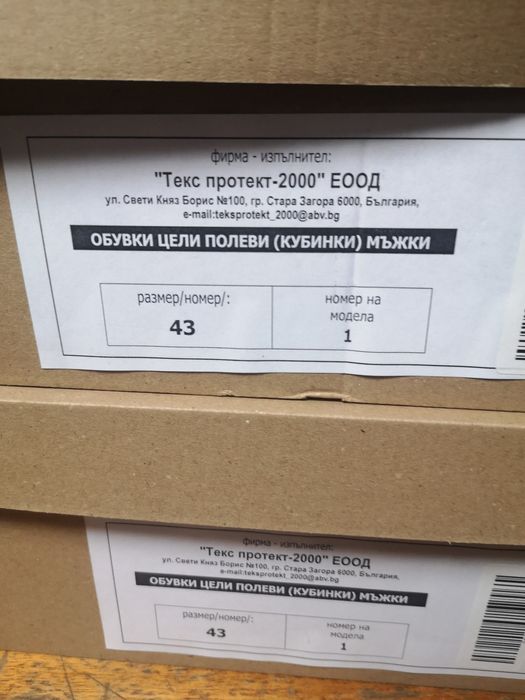 фирма - изпълнител:
"Текс протект-2000" ЕООД
ул. Свети Княз Борис №100, гр. Стара Загора 6000, България,
e-mail:teksprotekt_2000@abv.bg
ОБУВКИ ЦЕЛИ ПОЛЕВИ (КУБИНКИ) МЪЖКИ
размер/номер/:
43
номер на
модела
1
фирма - изпълнител:
"Текс протект-2000" ЕООД
ул. Свети Княз Борис №100, гр. Стара Загора 6000, България,
e-mail:teksprotekt_2000@abv.bg
ОБУВКИ ЦЕЛИ ПОЛЕВИ (КУБИНКИ) МЪЖКИ
размер/номер/:
43
номер на
модела
1